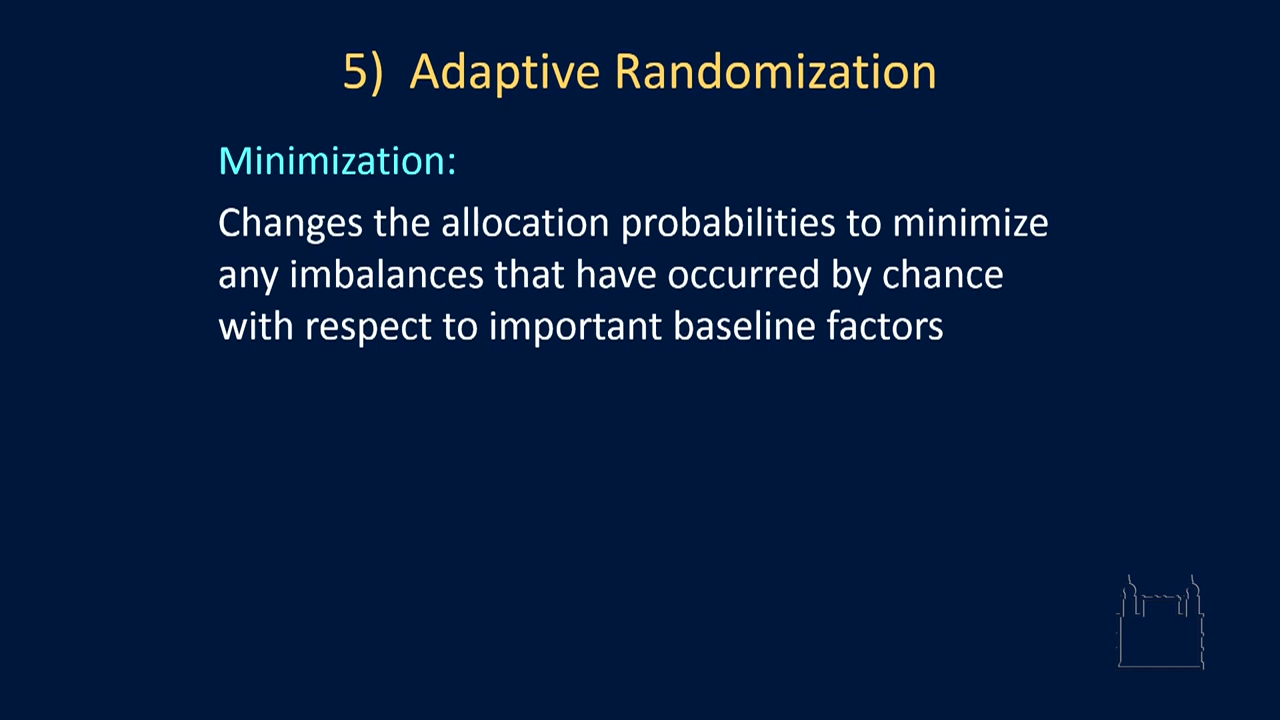 5) Adaptive Randomization
Minimization:
Changes the allocation probabilities to minimize
any imbalances that have occurred by chance
with respect to important baseline factors